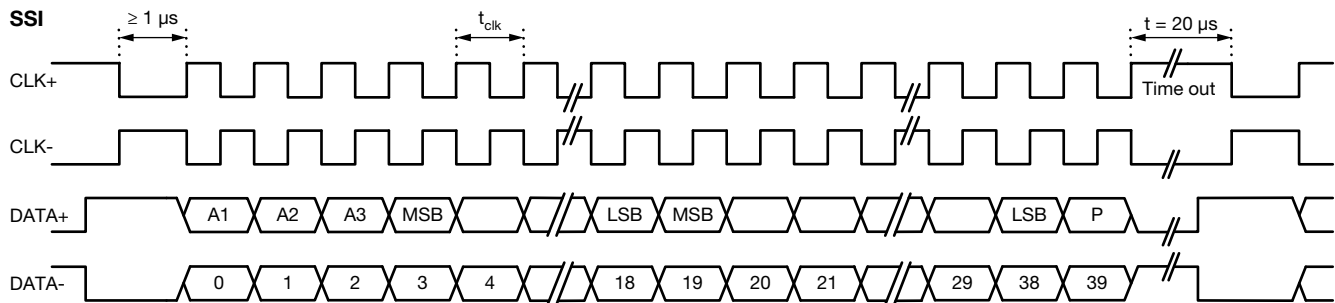 SSI
≥ 1 µs
t_clk
t = 20 µs
CLK+
Time out
CLK-
DATA+ A1 A2 A3 MSB LSB MSB LSB P
DATA- 0 1 2 3 4 18 19 20 21 29 38 39